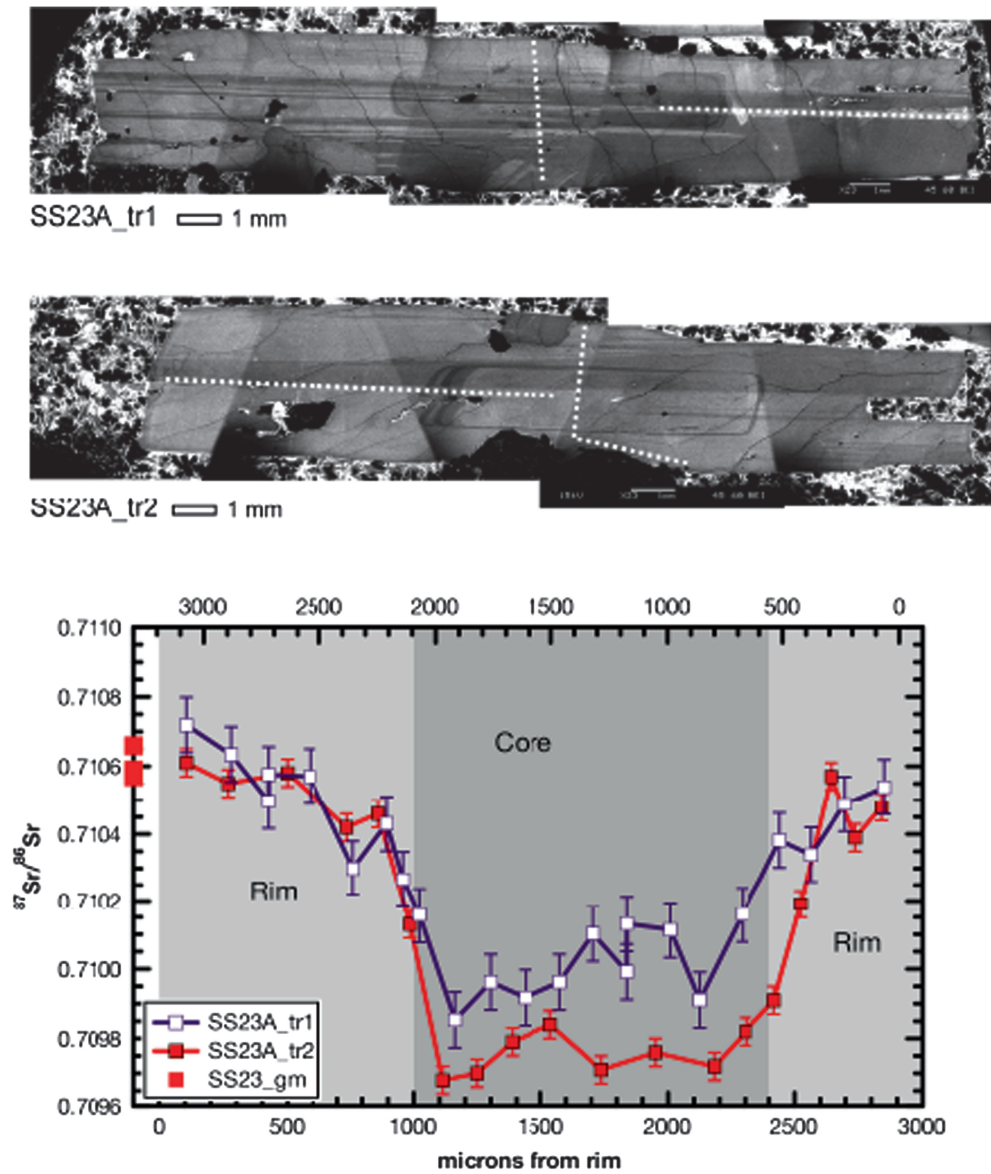 SS23A_tr1 1 mm
SS23A_tr2 1 mm
3000 2500 2000 1500 1000 500 0
0.7110
0.7108
0.7106
0.7104
0.7102
0.7100
0.7098
0.7096
87Sr/86Sr
Core
Rim
Rim
SS23A_tr1
SS23A_tr2
SS23_gm
0 500 1000 1500 2000 2500 3000
microns from rim